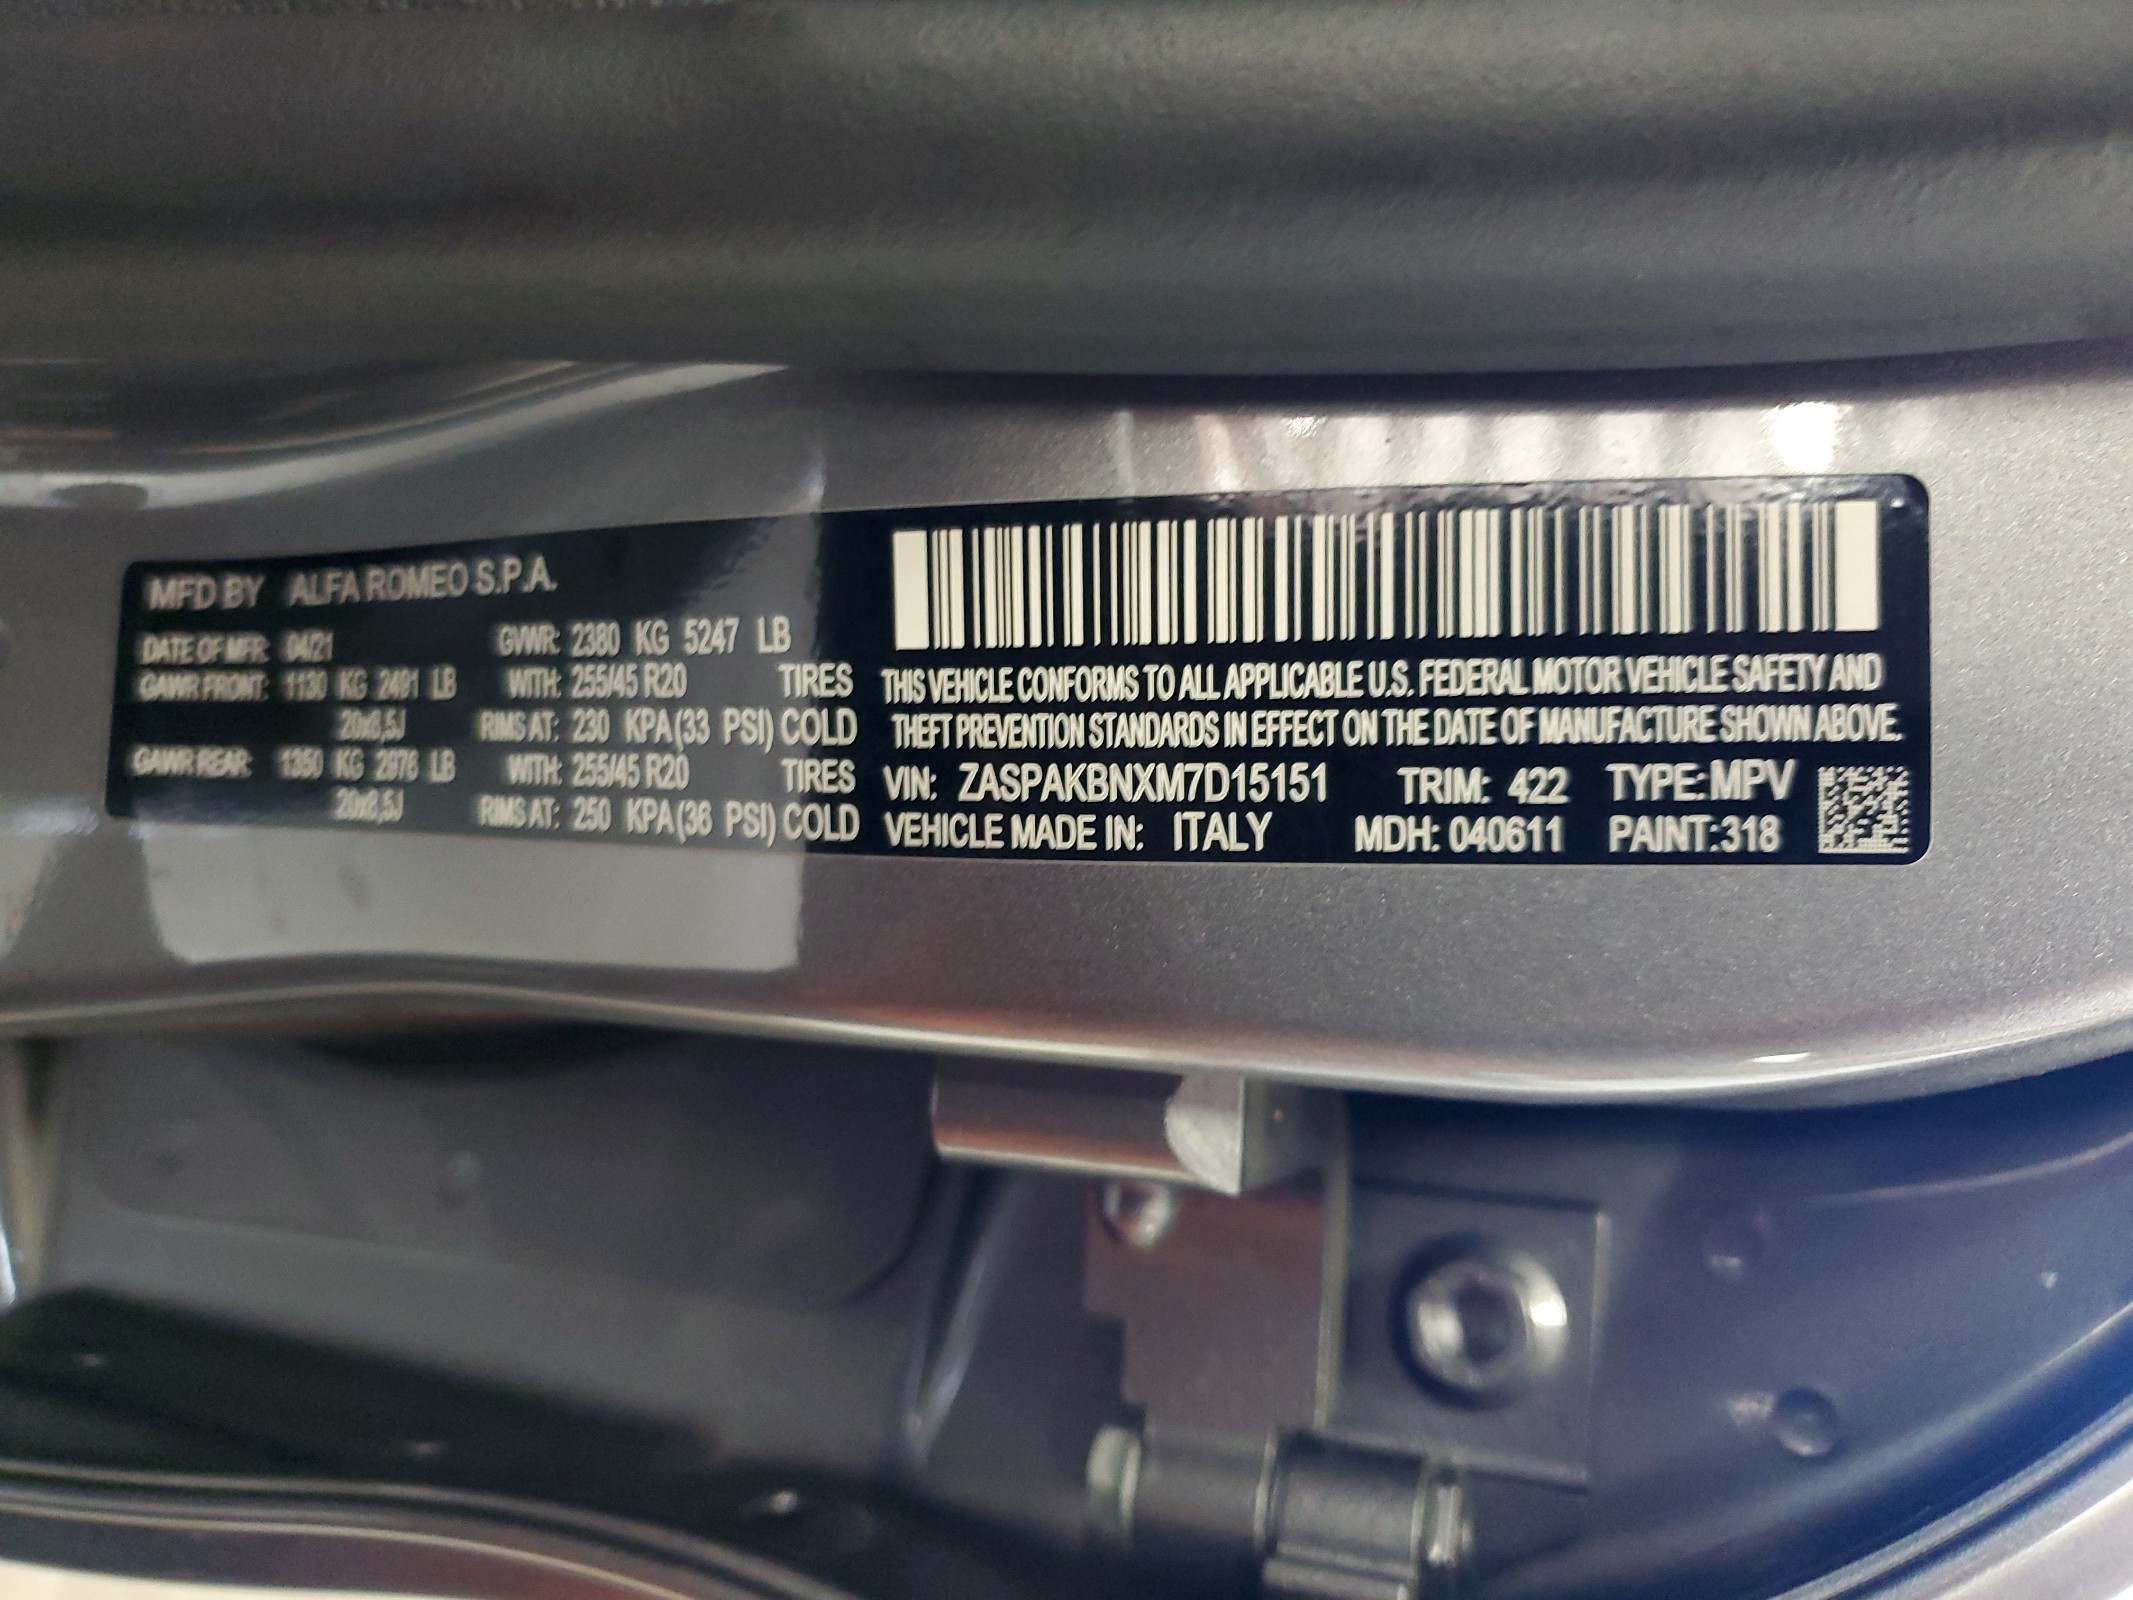 MFD BY ALFA ROMEO S.P.A.
DATE OF MFR: 04/21 GVWR: 2380 KG 5247 LB
GAWR FRONT: 1130 KG 2491 LB WITH: 255/45 R20 TIRES
20x8,5J RIMS AT: 230 KPA(33 PSI) COLD
GAWR REAR: 1350 KG 2976 LB WITH: 255/45 R20 TIRES
20x8,5J RIMS AT: 250 KPA(36 PSI) COLD
THIS VEHICLE CONFORMS TO ALL APPLICABLE U.S. FEDERAL MOTOR VEHICLE SAFETY AND
THEFT PREVENTION STANDARDS IN EFFECT ON THE DATE OF MANUFACTURE SHOWN ABOVE.
VIN: ZASPAKBNXM7D15151 TRIM: 422 TYPE: MPV
VEHICLE MADE IN: ITALY MDH: 040611 PAINT:318